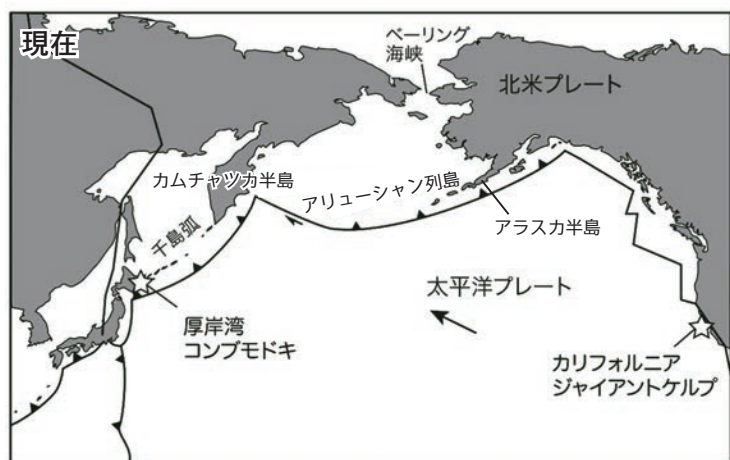 現在
ベーリング
海峡
北米プレート
カムチャツカ半島
アリューシャン列島
アラスカ半島
千島弧
太平洋プレート
厚岸湾
コンブモドキ
カリフォルニア
ジャイアントケルプ